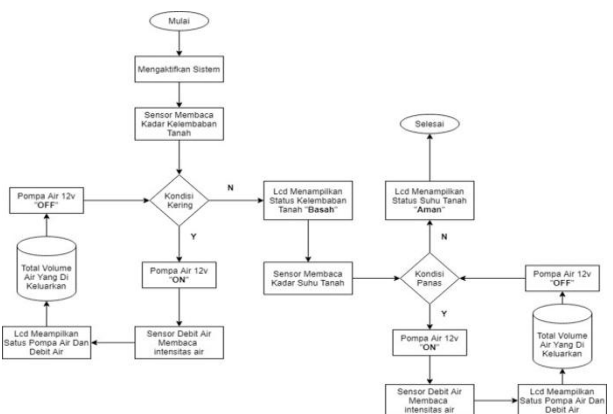 Mulai
Mengaktifkan Sistem
Sensor Membaca
Kadar Kelembaban
Tanah
Kondisi
Kering
N
Y
Pompa Air 12v
"OFF"
Total Volume
Air Yang Di
Keluarkan
Lcd Meampilkan
Satus Pompa Air Dan
Debit Air
Pompa Air 12v
"ON"
Sensor Debit Air
Membaca
intensitas air
Lcd Menampilkan
Status Kelembaban
Tanah "Basah"
Sensor Membaca
Kadar Suhu Tanah
Selesai
Lcd Menampilkan
Status Suhu Tanah
"Aman"
N
Kondisi
Panas
Y
Pompa Air 12v
"ON"
Sensor Debit Air
Membaca
intensitas air
Pompa Air 12v
"OFF"
Total Volume
Air Yang Di
Keluarkan
Lcd Meampilkan
Satus Pompa Air Dan
Debit Air